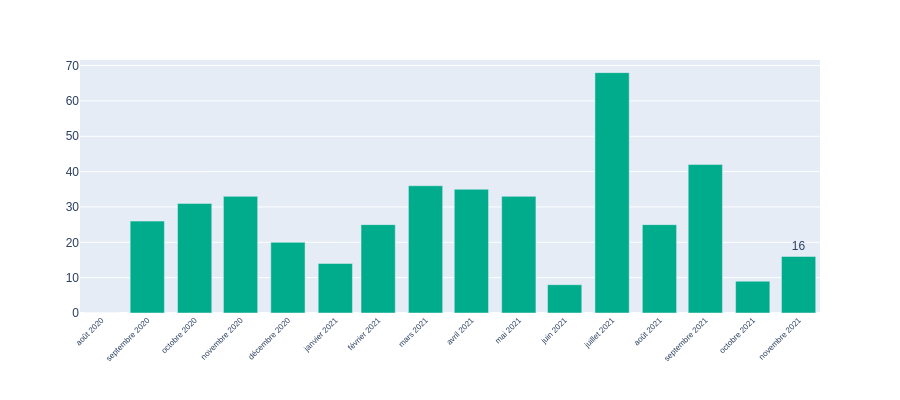 70
60
50
40
30
20
10
0
16
août 2020
septembre 2020
octobre 2020
novembre 2020
décembre 2020
janvier 2021
février 2021
mars 2021
avril 2021
mai 2021
juin 2021
juillet 2021
août 2021
septembre 2021
octobre 2021
novembre 2021